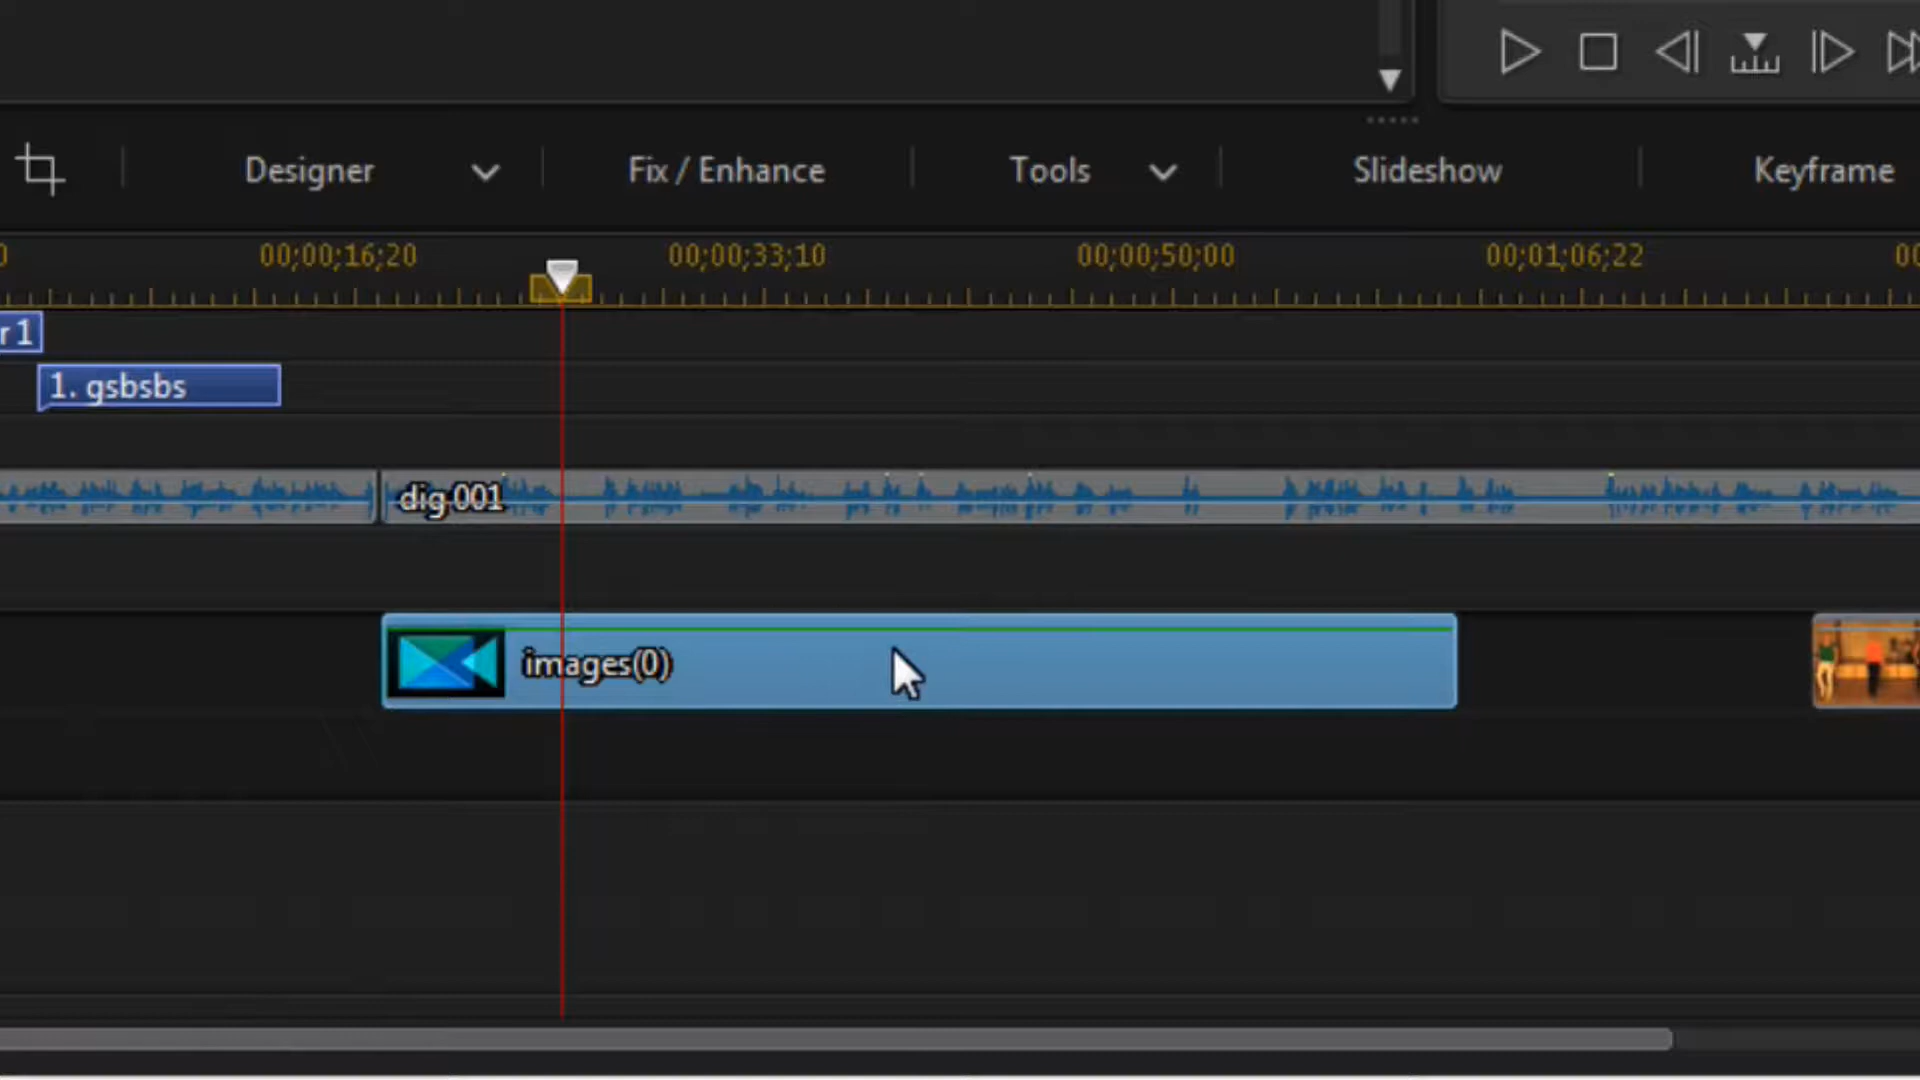 Designer Fix / Enhance Tools Slideshow Keyframe
00;00;16;20 00;00;33;10 00;00;50;00 00;01;06;22
r 1
1. gsbsbs
dig 001
images(0)